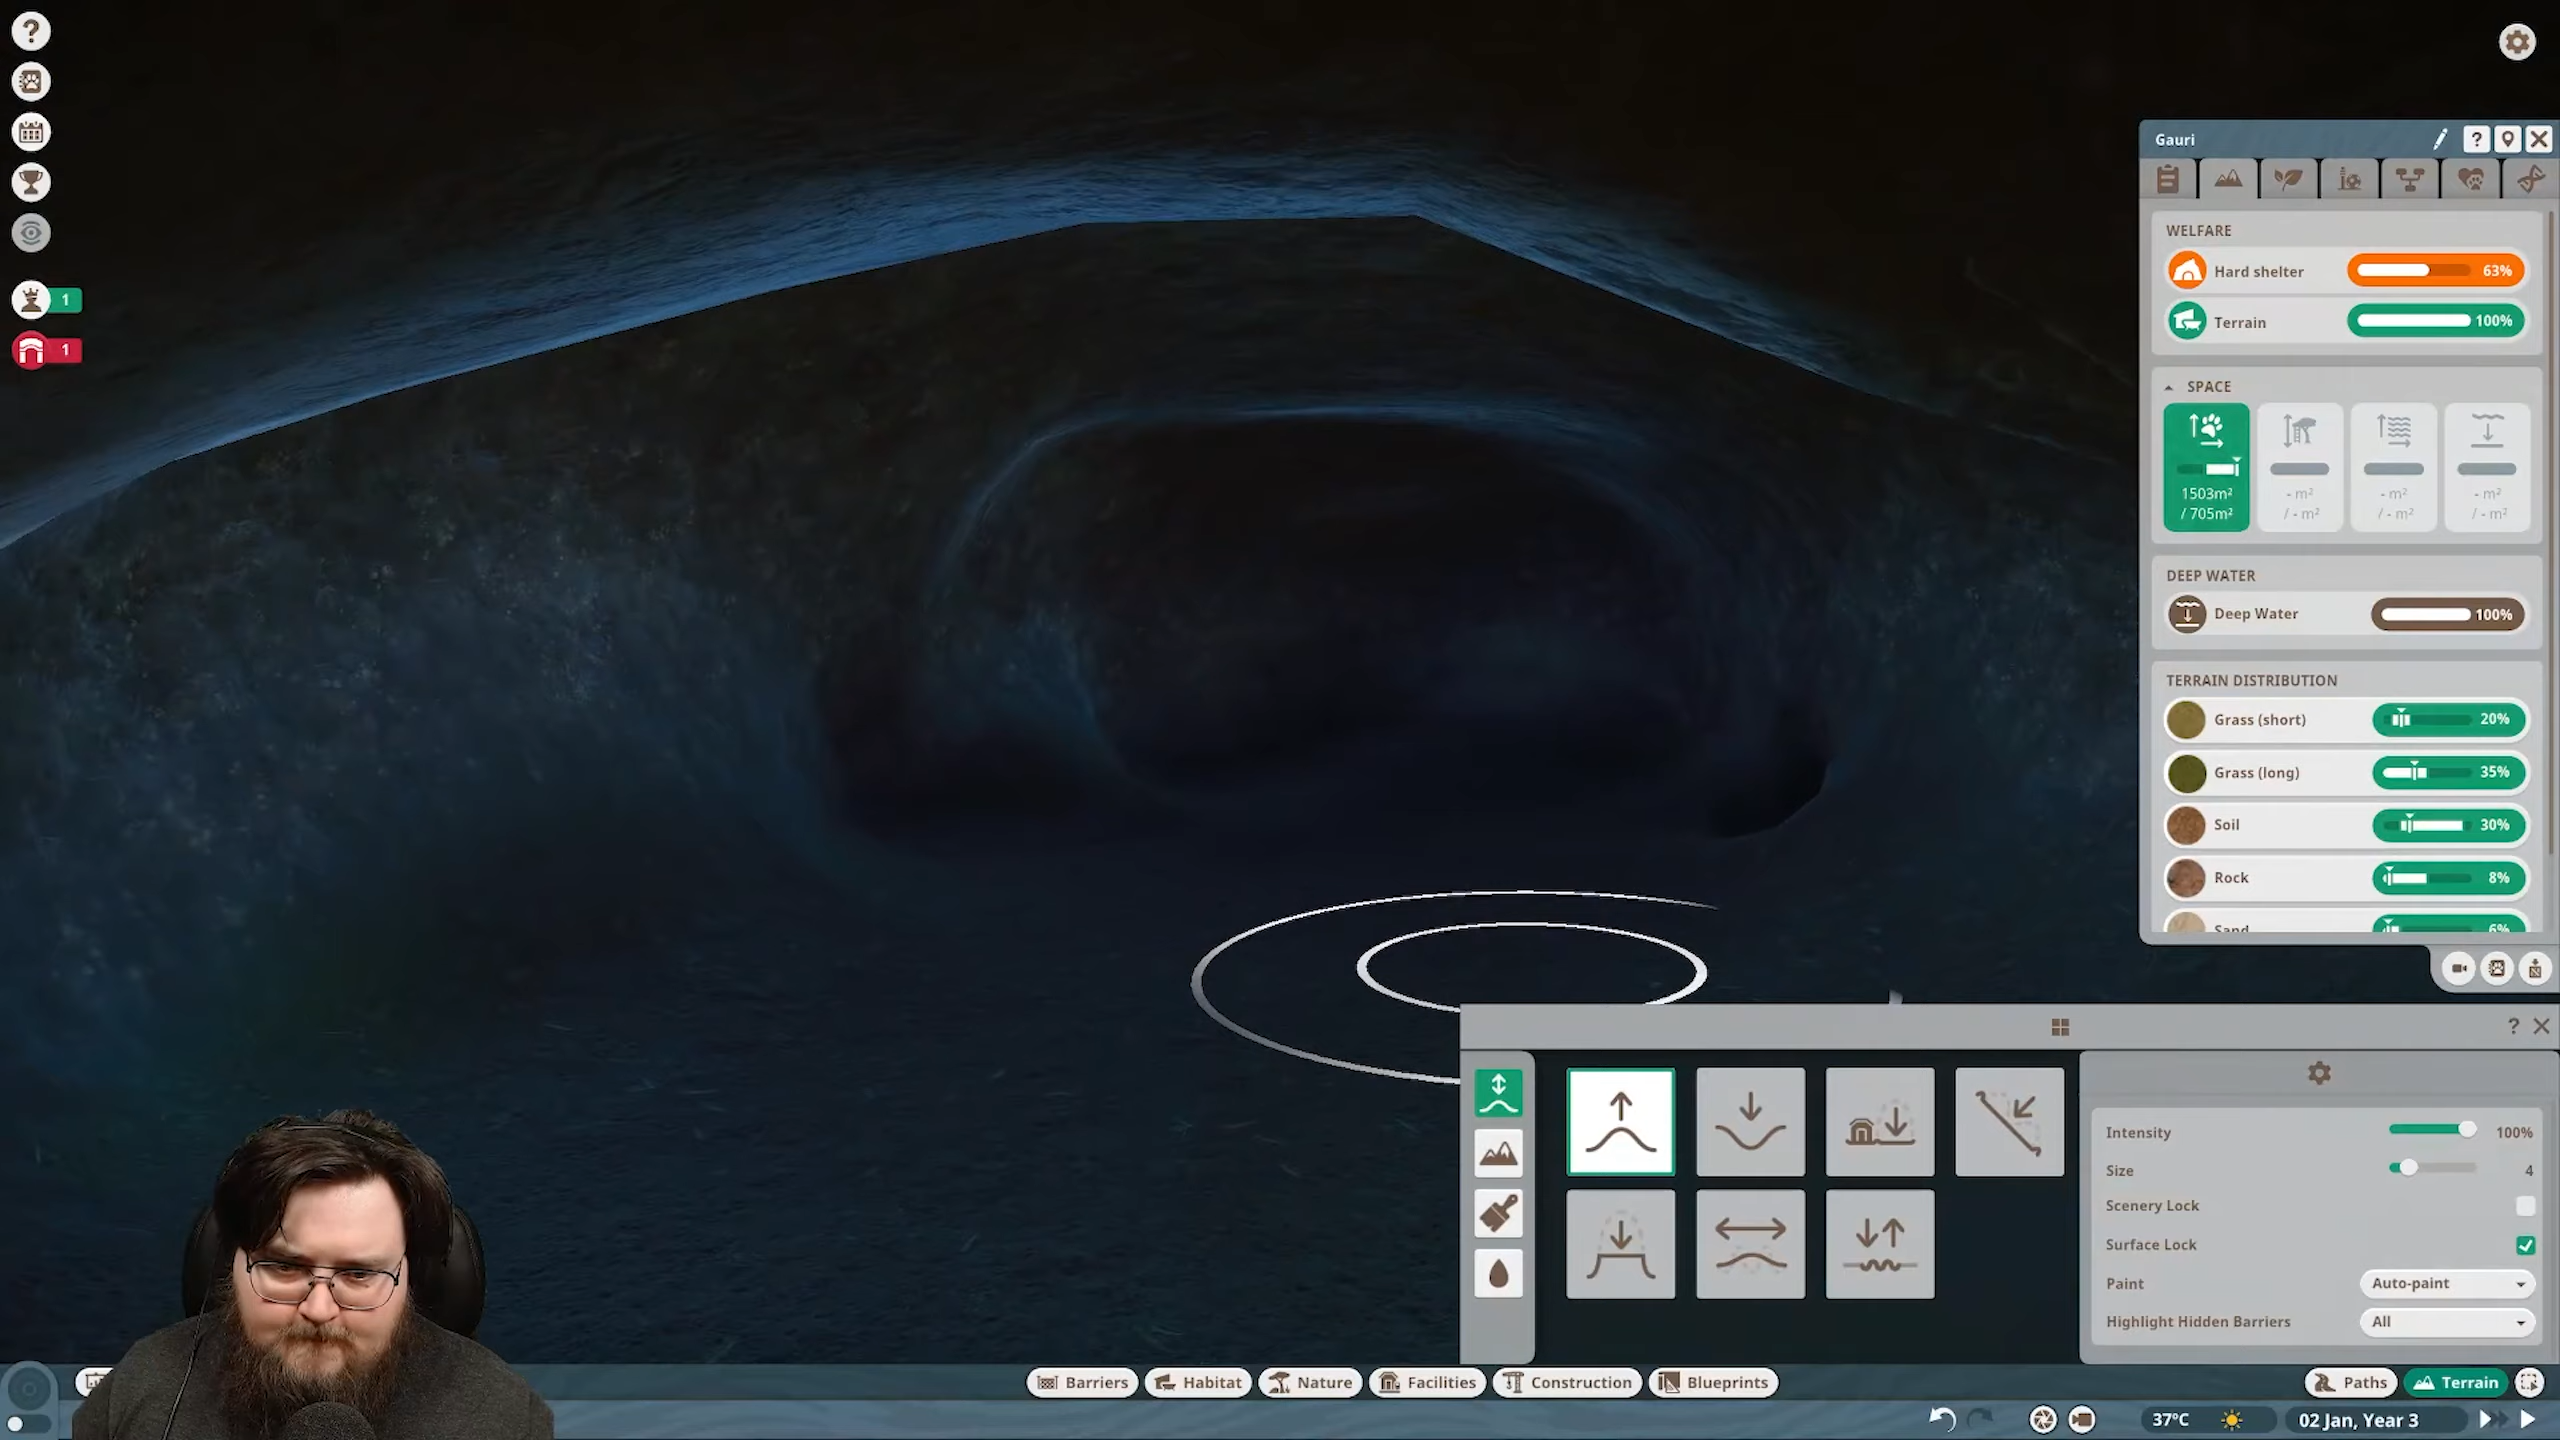 ?
1
1
Gauri
?
WELFARE
Hard shelter 63%
Terrain 100%
SPACE
1503m²
/ 705m²
- m²
/ - m²
- m²
/ - m²
- m²
/ - m²
DEEP WATER
Deep Water 100%
TERRAIN DISTRIBUTION
Grass (short) 20%
Grass (long) 35%
Soil 30%
Rock 8%
Sand 6%
?
Intensity 100%
Size 4
Scenery Lock
Surface Lock
Paint Auto-paint
Highlight Hidden Barriers All
Barriers Habitat Nature Facilities Construction Blueprints Paths Terrain
37°C 02 Jan, Year 3